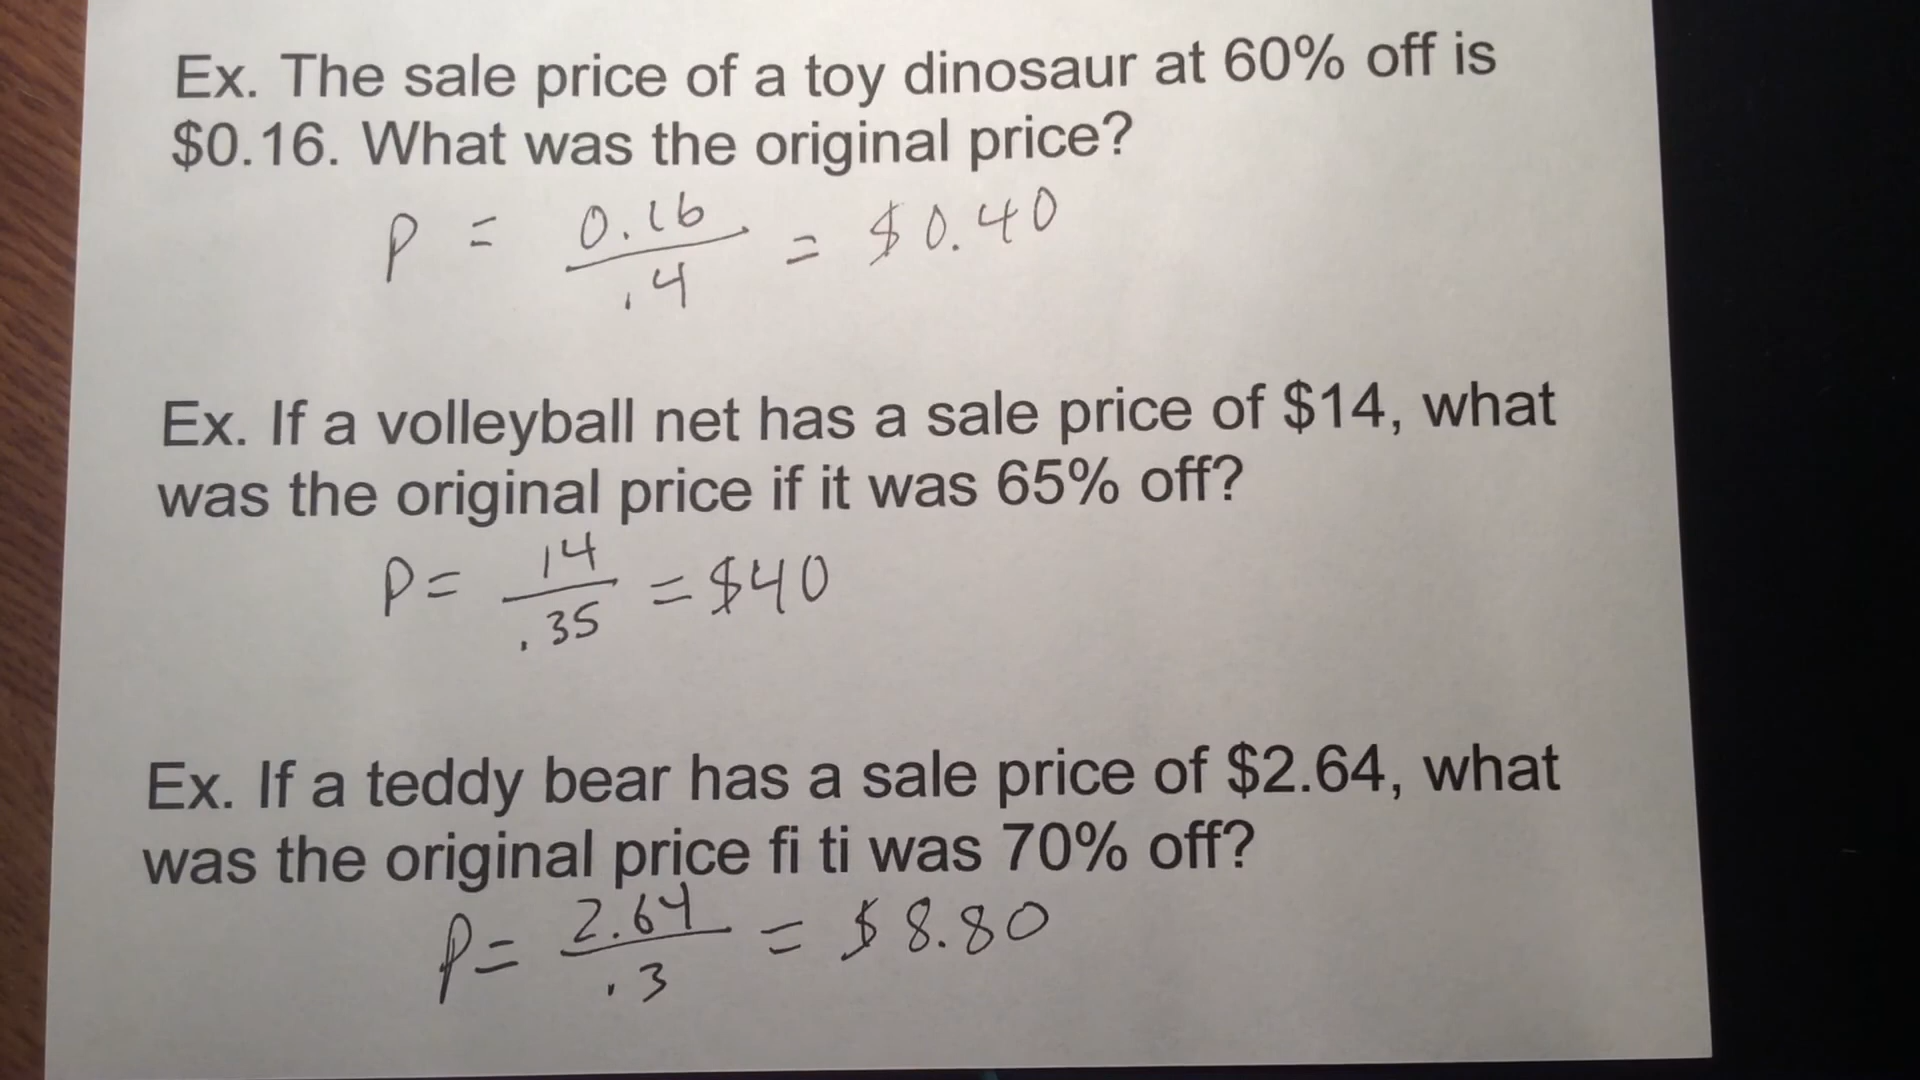 Ex. The sale price of a toy dinosaur at 60% off is
$0.16. What was the original price?
P = 0.16 / .4 = $0.40
Ex. If a volleyball net has a sale price of $14, what
was the original price if it was 65% off?
P = 14 / .35 = $40
Ex. If a teddy bear has a sale price of $2.64, what
was the original price fi ti was 70% off?
P = 2.64 / .3 = $8.80